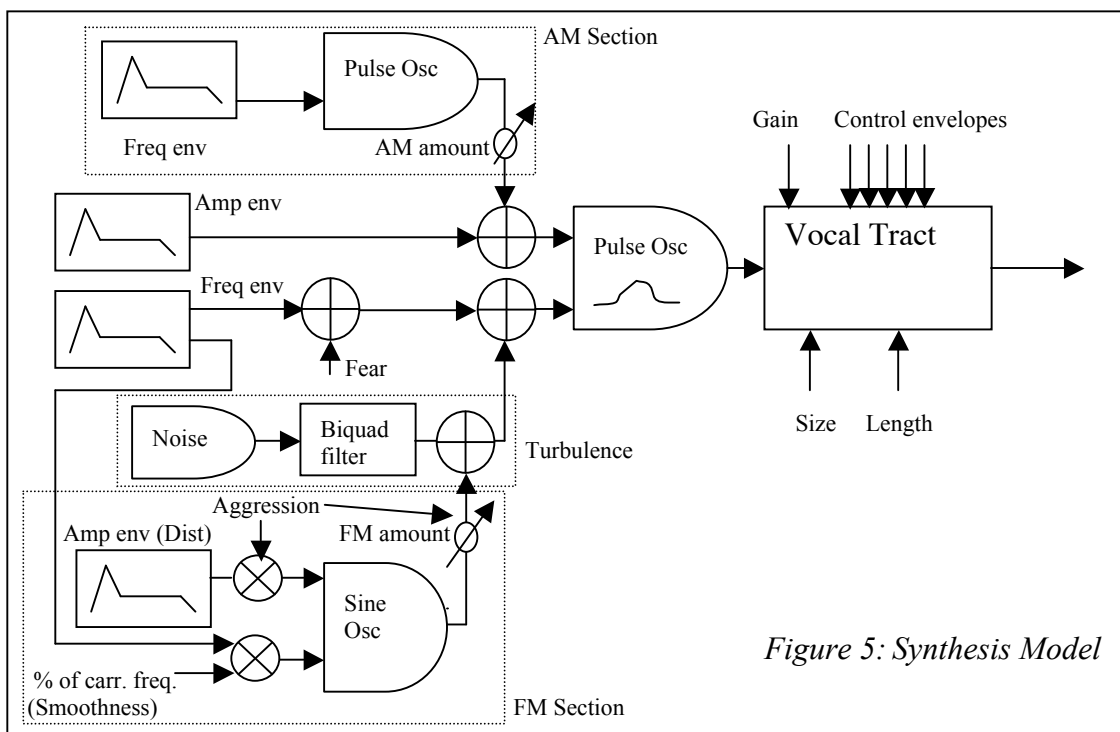 AM Section
Pulse Osc
Freq env
AM amount
Gain
Control envelopes
Amp env
Pulse Osc
Vocal Tract
Freq env
Fear
Size
Length
Noise
Biquad
filter
Turbulence
Aggression
Amp env (Dist)
FM amount
Sine
Osc
% of carr. freq.
(Smoothness)
FM Section
Figure 5: Synthesis Model